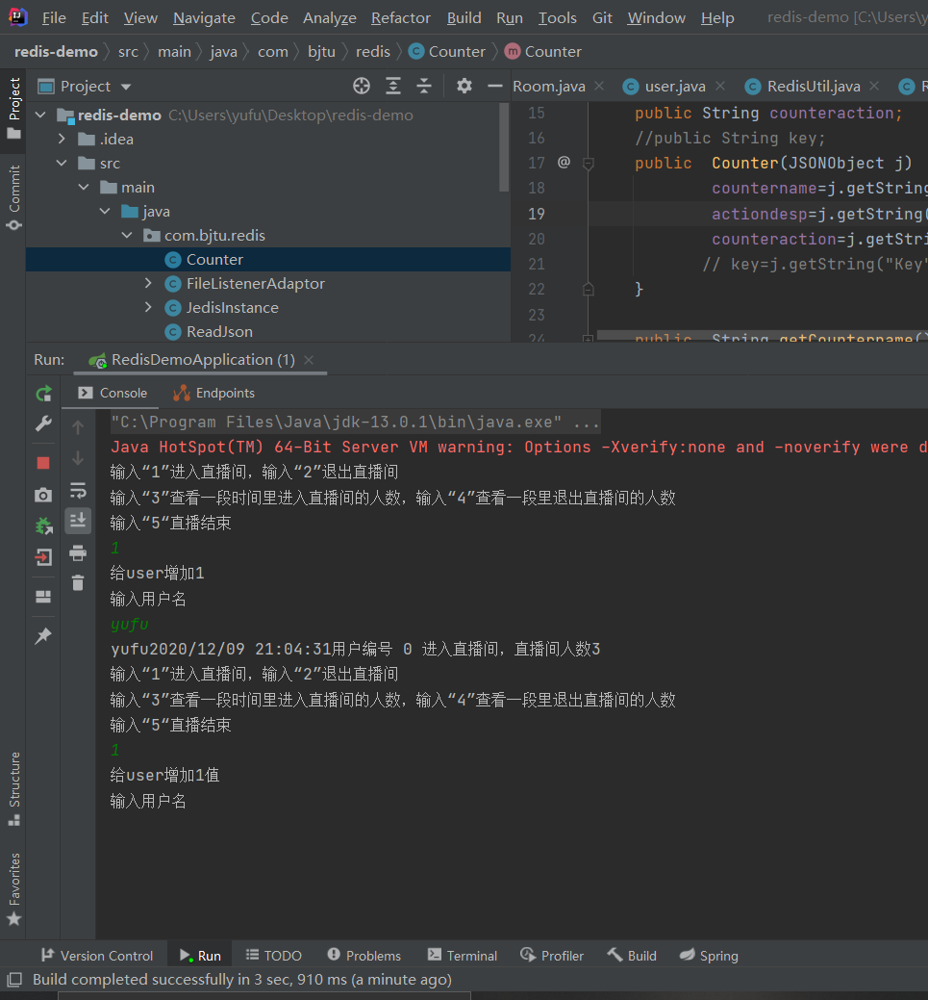 File Edit View Navigate Code Analyze Refactor Build Run Tools Git Window Help redis-demo [C:\Users\y
redis-demo src main java com bjtu redis Counter Counter
Project
Room.java user.java RedisUtil.java
Project
redis-demo C:\Users\yufu\Desktop\redis-demo
.idea
src
main
java
com.bjtu.redis
Counter
FileListenerAdaptor
JedisInstance
ReadJson
Commit
15 public String counteraction;
16 //public String key;
17 @ public Counter(JSONObject j)
18 countername=j.getString
19 actiondesp=j.getString(
20 counteraction=j.getStri
21 // key=j.getString("Key"
22 }
23
24 public String getCountername()
Run: RedisDemoApplication (1)
Console Endpoints
"C:\Program Files\Java\jdk-13.0.1\bin\java.exe" ...
Java HotSpot(TM) 64-Bit Server VM warning: Options -Xverify:none and -noverify were d
输入“1”进入直播间，输入“2”退出直播间
输入“3”查看一段时间里进入直播间的人数，输入“4”查看一段里退出直播间的人数
输入“5“直播结束
1
给user增加1
输入用户名
yufu
yufu2020/12/09 21:04:31用户编号 0 进入直播间，直播间人数3
输入“1”进入直播间，输入“2”退出直播间
输入“3”查看一段时间里进入直播间的人数，输入“4”查看一段里退出直播间的人数
输入“5“直播结束
1
给user增加1值
输入用户名
Structure
Favorites
Version Control Run TODO Problems Terminal Profiler Build Spring
Build completed successfully in 3 sec, 910 ms (a minute ago)